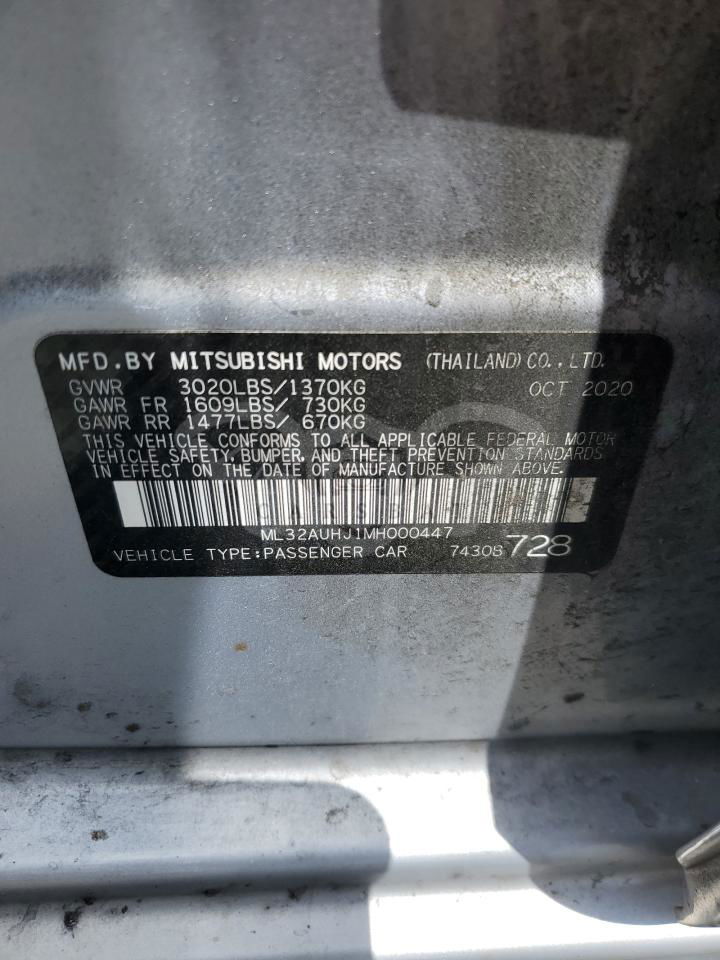 MFD.BY MITSUBISHI MOTORS (THAILAND)CO.,LTD.
GVWR 3020LBS/1370KG OCT 2020
GAWR FR 1609LBS/ 730KG
GAWR RR 1477LBS/ 670KG
THIS VEHICLE CONFORMS TO ALL APPLICABLE FEDERAL MOTOR
VEHICLE SAFETY, BUMPER, AND THEFT PREVENTION STANDARDS
IN EFFECT ON THE DATE OF MANUFACTURE SHOWN ABOVE.
ML32AUHJ1MH000447
VEHICLE TYPE:PASSENGER CAR 74308 728